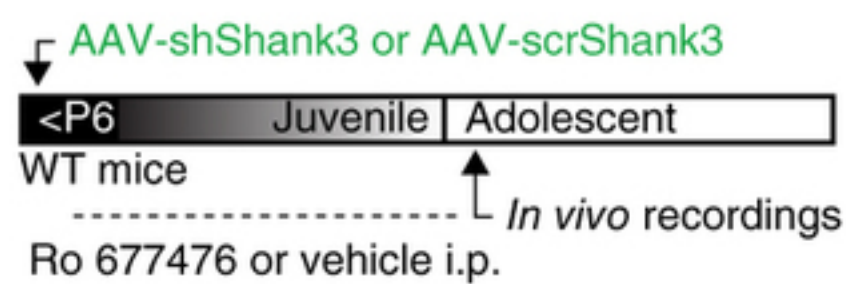 AAV-shShank3 or AAV-scrShank3
<P6 Juvenile Adolescent
WT mice
In vivo recordings
Ro 677476 or vehicle i.p.